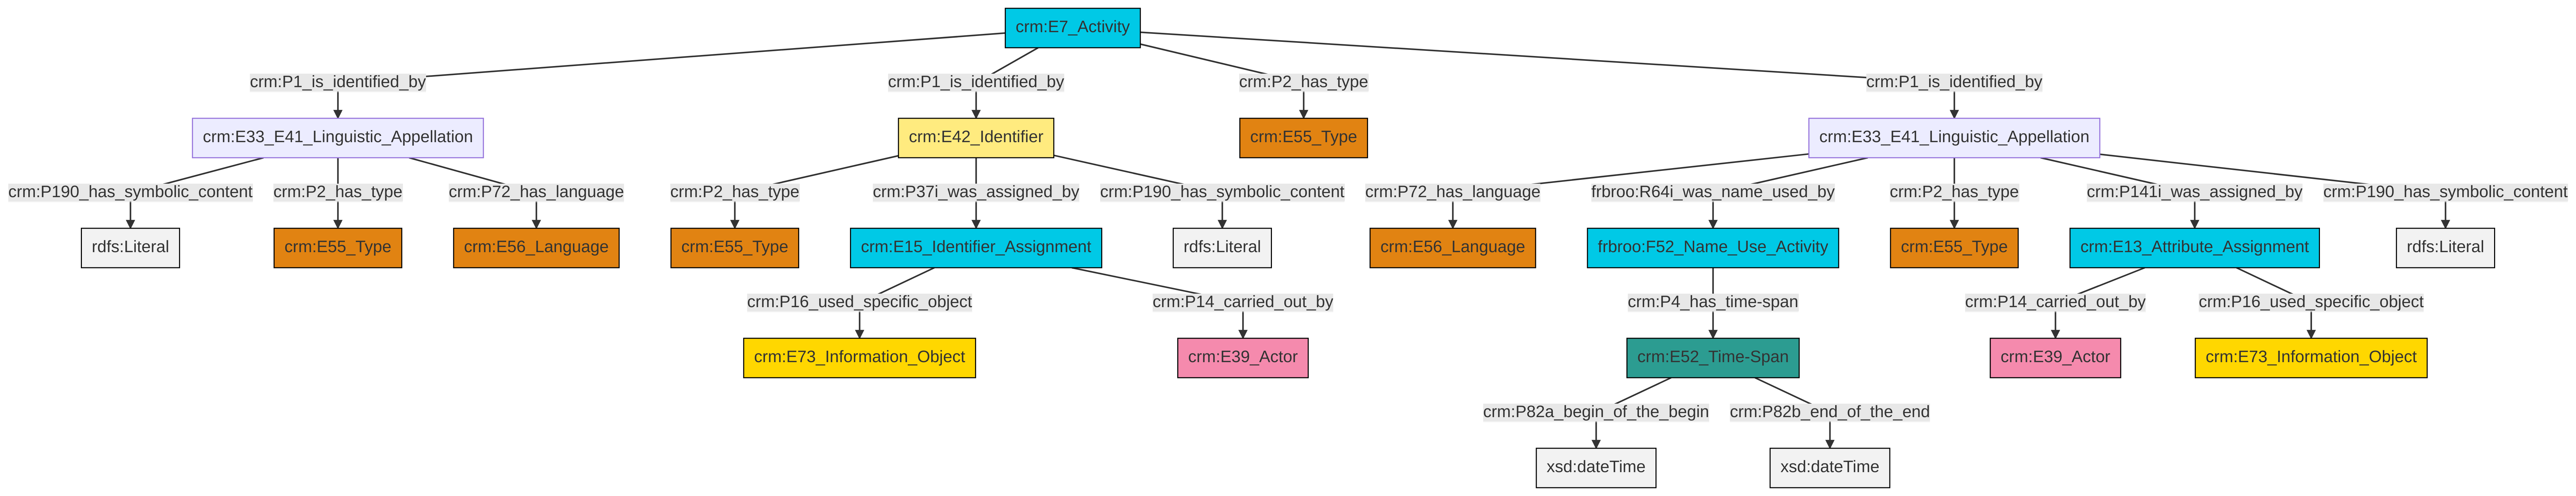 crm:E7_Activity
crm:P1_is_identified_by
crm:P1_is_identified_by
crm:P2_has_type
crm:P1_is_identified_by
crm:E33_E41_Linguistic_Appellation
crm:E42_Identifier
crm:E55_Type
crm:E33_E41_Linguistic_Appellation
crm:P190_has_symbolic_content
crm:P2_has_type
crm:P72_has_language
crm:P2_has_type
crm:P37i_was_assigned_by
crm:P190_has_symbolic_content
crm:P72_has_language
frbroo:R64i_was_name_used_by
crm:P2_has_type
crm:P141i_was_assigned_by
crm:P190_has_symbolic_content
rdfs:Literal
crm:E55_Type
crm:E56_Language
crm:E55_Type
crm:E15_Identifier_Assignment
rdfs:Literal
crm:E56_Language
frbroo:F52_Name_Use_Activity
crm:E55_Type
crm:E13_Attribute_Assignment
rdfs:Literal
crm:P16_used_specific_object
crm:P14_carried_out_by
crm:P4_has_time-span
crm:P14_carried_out_by
crm:P16_used_specific_object
crm:E73_Information_Object
crm:E39_Actor
crm:E52_Time-Span
crm:E39_Actor
crm:E73_Information_Object
crm:P82a_begin_of_the_begin
crm:P82b_end_of_the_end
xsd:dateTime
xsd:dateTime